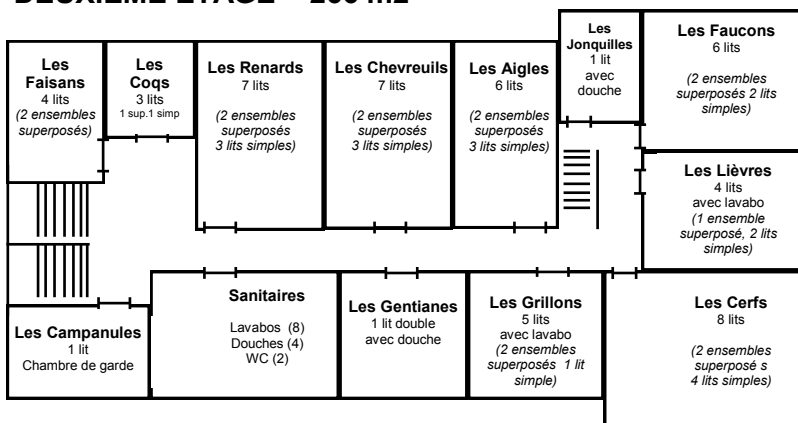 Les
Faisans
4 lits
(2 ensembles
superposés)
Les
Coqs
3 lits
1 sup.1 simp
Les Renards
7 lits
(2 ensembles
superposés
3 lits simples)
Les Chevreuils
7 lits
(2 ensembles
superposés
3 lits simples)
Les Aigles
6 lits
(2 ensembles
superposés
3 lits simples)
Les
Jonquilles
1 lit
avec
douche
Les Faucons
6 lits
(2 ensembles
superposés 2 lits
simples)
Les Lièvres
4 lits
avec lavabo
(1 ensemble
superposé, 2 lits
simples)
Les Campanules
1 lit
Chambre de garde
Sanitaires
Lavabos (8)
Douches (4)
WC (2)
Les Gentianes
1 lit double
avec douche
Les Grillons
5 lits
avec lavabo
(2 ensembles
superposés 1 lit
simple)
Les Cerfs
8 lits
(2 ensembles
superposé s
4 lits simples)